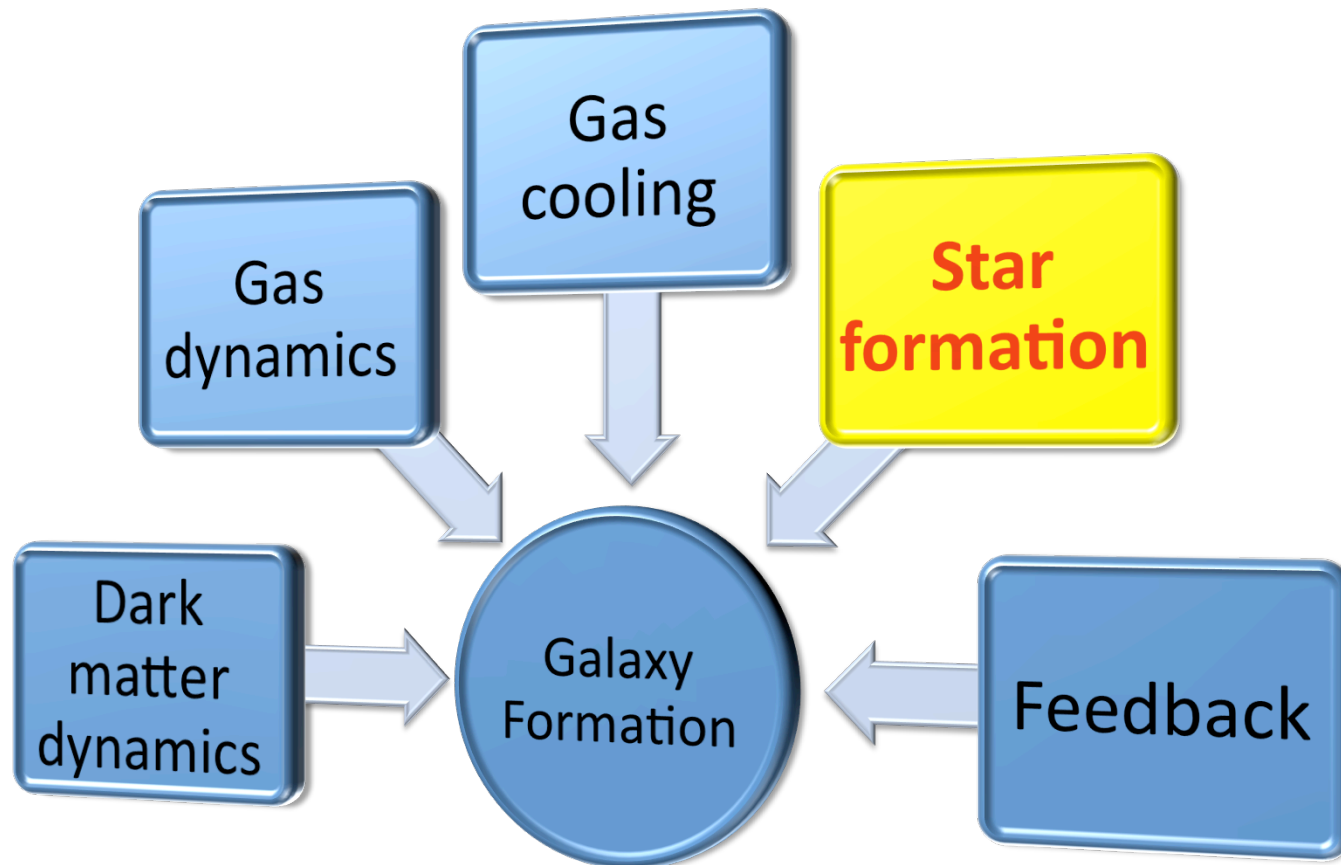 Gas
cooling
Gas
dynamics
Star
formation
Dark
matter
dynamics
Galaxy
Formation
Feedback